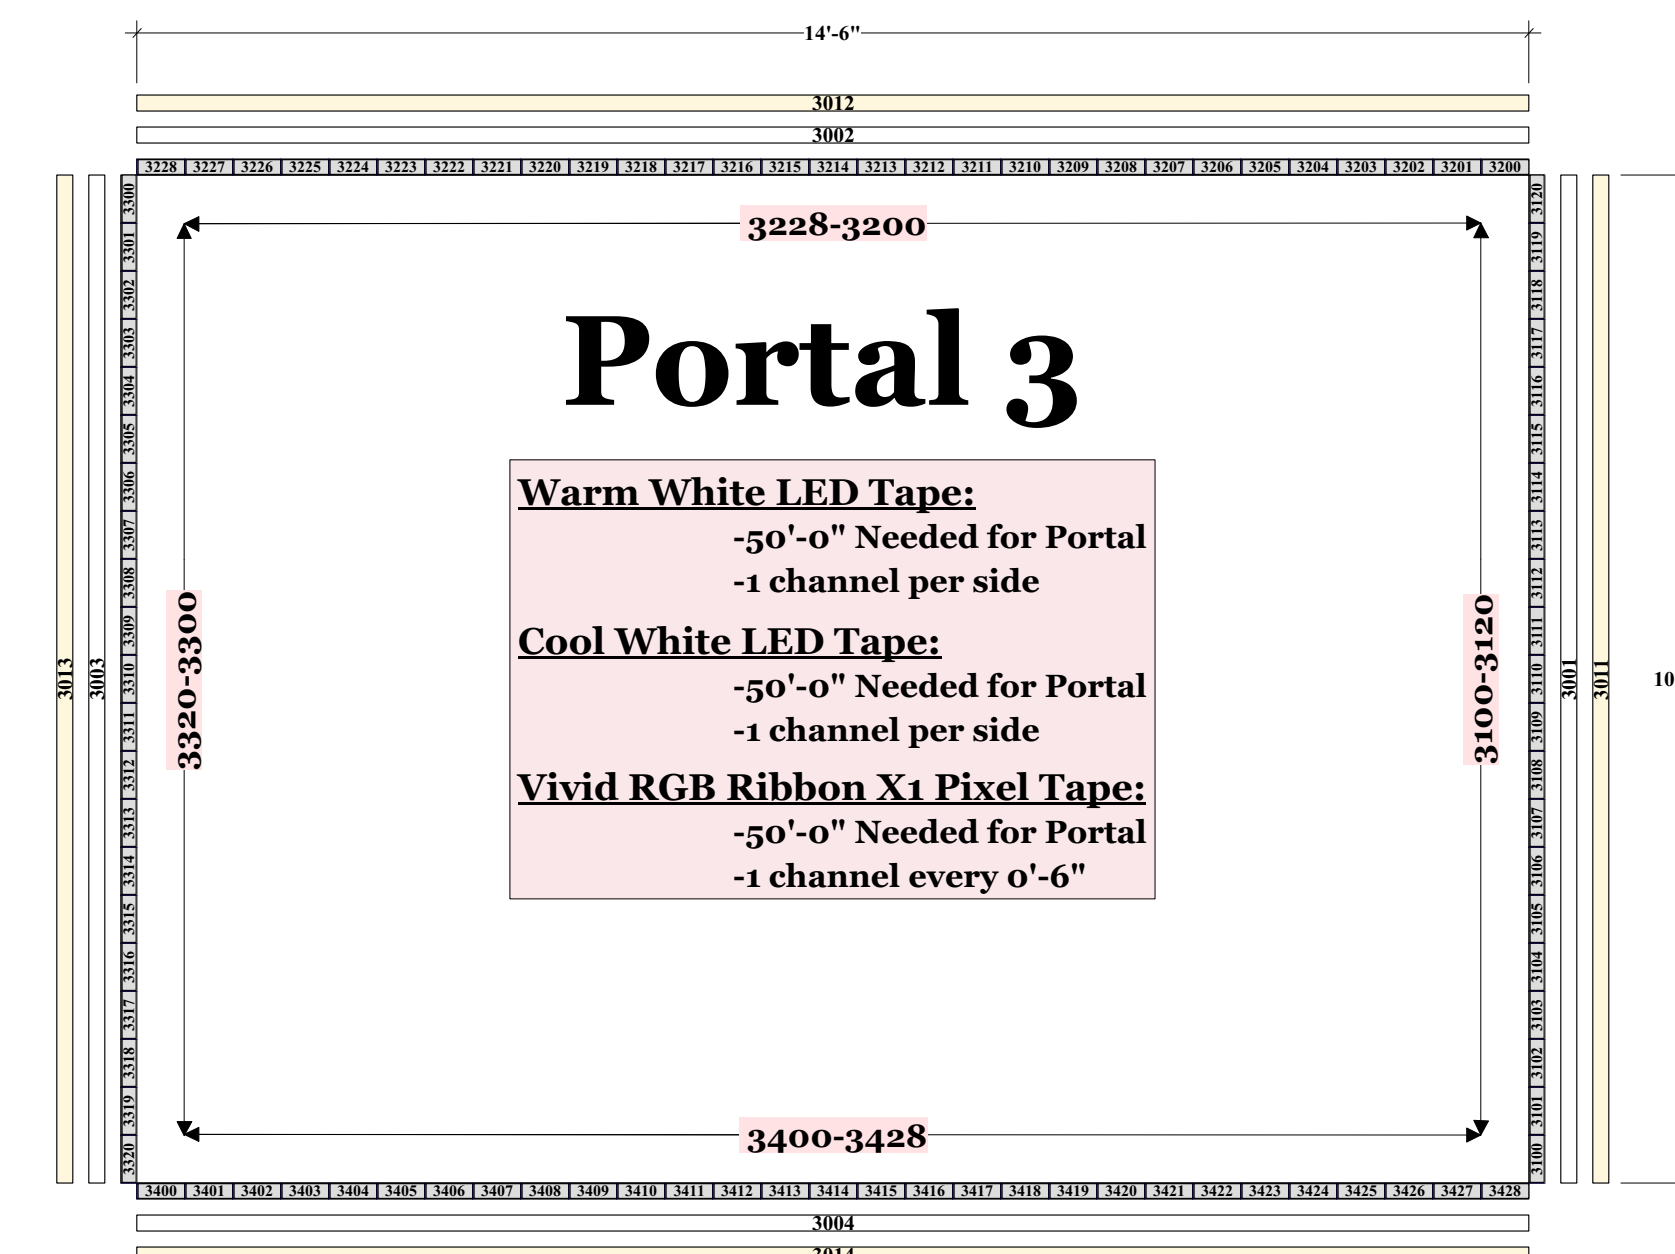 14'-6"
3012
3002
3228 3227 3226 3225 3224 3223 3222 3221 3220 3219 3218 3217 3216 3215 3214 3213 3212 3211 3210 3209 3208 3207 3206 3205 3204 3203 3202 3201 3200
3013
3003
3300 3301 3302 3303 3304 3305 3306 3307 3308 3309 3310 3311 3312 3313 3314 3315 3316 3317 3318 3319 3320
3228-3200
3320-3300
Portal 3
Warm White LED Tape:
-50'-0" Needed for Portal
-1 channel per side
Cool White LED Tape:
-50'-0" Needed for Portal
-1 channel per side
Vivid RGB Ribbon X1 Pixel Tape:
-50'-0" Needed for Portal
-1 channel every 0'-6"
3100-3120
3400-3428
3120 3119 3118 3117 3116 3115 3114 3113 3112 3111 3110 3109 3108 3107 3106 3105 3104 3103 3102 3101 3100
3001
3011
10
3400 3401 3402 3403 3404 3405 3406 3407 3408 3409 3410 3411 3412 3413 3414 3415 3416 3417 3418 3419 3420 3421 3422 3423 3424 3425 3426 3427 3428
3004
3014